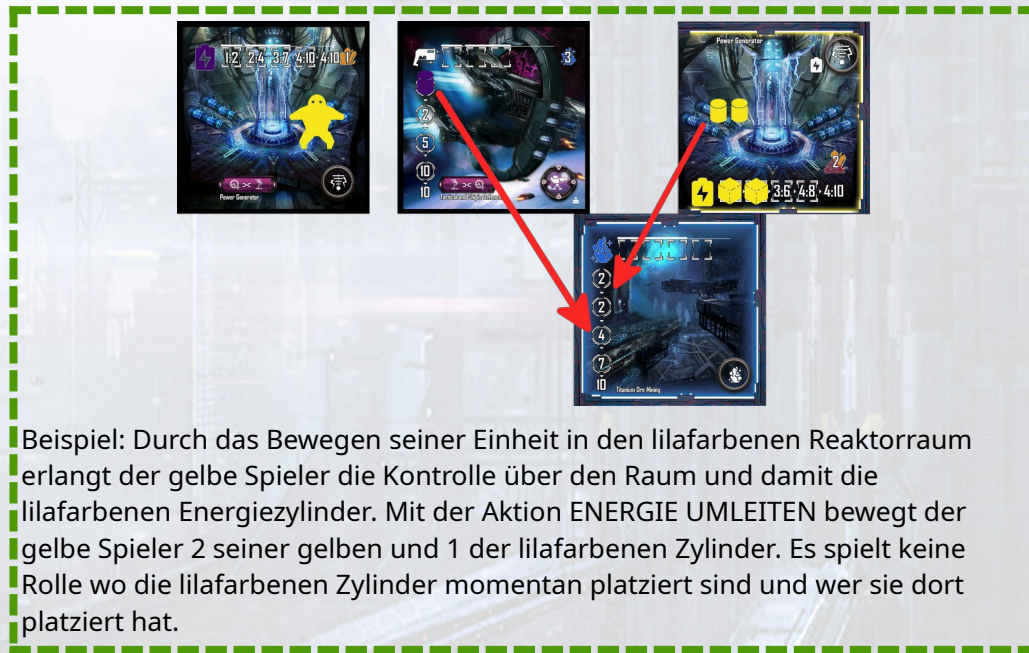 Power Generator
1:2 2:4 3:7 4:10 4:10 1
3
2
5
10
10
Power Generator
2
3:6 4:8 4:10
2
2
4
7
10
Titanium Ore Mining
Beispiel: Durch das Bewegen seiner Einheit in den lilafarbenen Reaktorraum
erlangt der gelbe Spieler die Kontrolle über den Raum und damit die
lilafarbenen Energiezylinder. Mit der Aktion ENERGIE UMLEITEN bewegt der
gelbe Spieler 2 seiner gelben und 1 der lilafarbenen Zylinder. Es spielt keine
Rolle wo die lilafarbenen Zylinder momentan platziert sind und wer sie dort
platziert hat.